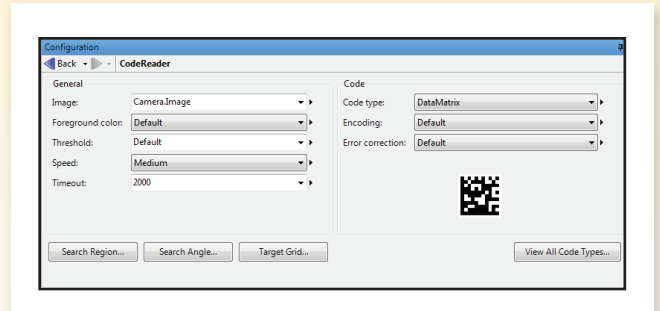 Configuration
Back CodeReader
General
Image: Camera.Image
Foreground color: Default
Threshold: Default
Speed: Medium
Timeout: 2000
Search Region... Search Angle... Target Grid...
Code
Code type: DataMatrix
Encoding: Default
Error correction: Default
View All Code Types...